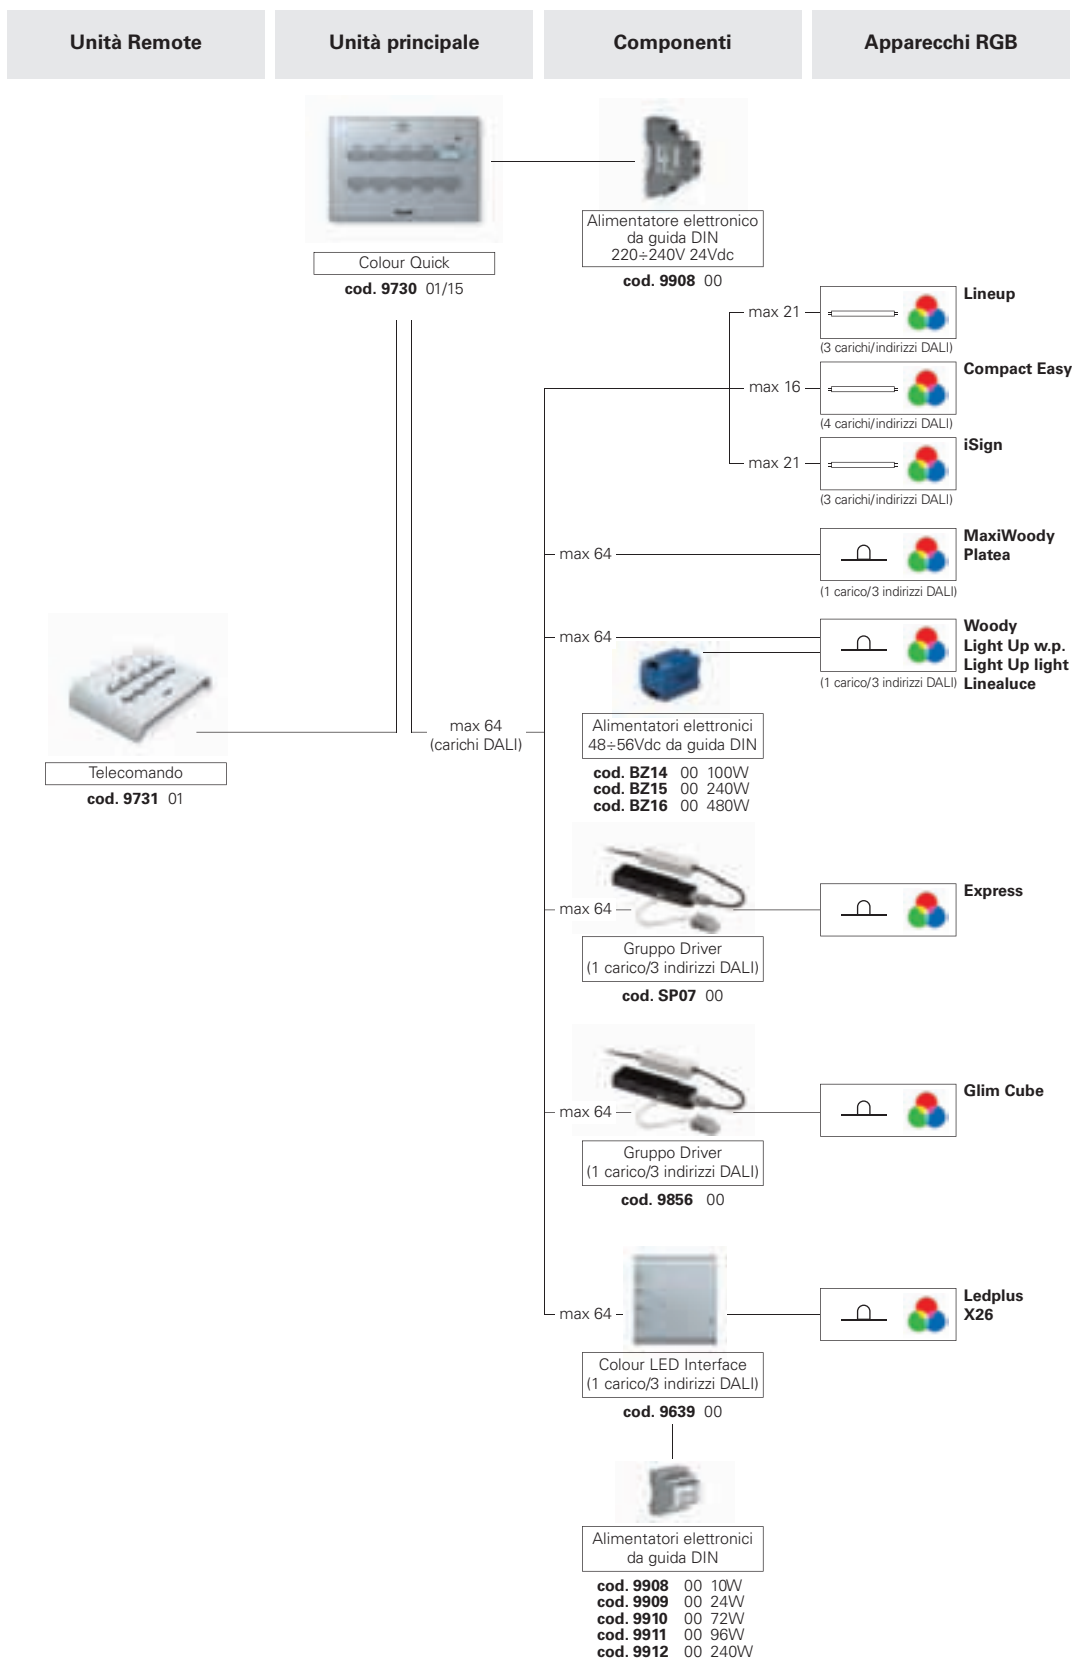 Unità Remote
Unità principale
Componenti
Apparecchi RGB
Colour Quick
cod. 9730 01/15
Alimentatore elettronico
da guida DIN
220÷240V 24Vdc
cod. 9908 00
max 21
Lineup
(3 carichi/indirizzi DALI)
max 16
Compact Easy
(4 carichi/indirizzi DALI)
max 21
iSign
(3 carichi/indirizzi DALI)
max 64
MaxiWoody
Platea
(1 carico/3 indirizzi DALI)
max 64
Woody
Light Up w.p.
Light Up light
Linealuce
(1 carico/3 indirizzi DALI)
Telecomando
cod. 9731 01
max 64
(carichi DALI)
Alimentatori elettronici
48÷56Vdc da guida DIN
cod. BZ14 00 100W
cod. BZ15 00 240W
cod. BZ16 00 480W
max 64
Express
Gruppo Driver
(1 carico/3 indirizzi DALI)
cod. SP07 00
max 64
Glim Cube
Gruppo Driver
(1 carico/3 indirizzi DALI)
cod. 9856 00
max 64
Ledplus
X26
Colour LED Interface
(1 carico/3 indirizzi DALI)
cod. 9639 00
Alimentatori elettronici
da guida DIN
cod. 9908 00 10W
cod. 9909 00 24W
cod. 9910 00 72W
cod. 9911 00 96W
cod. 9912 00 240W